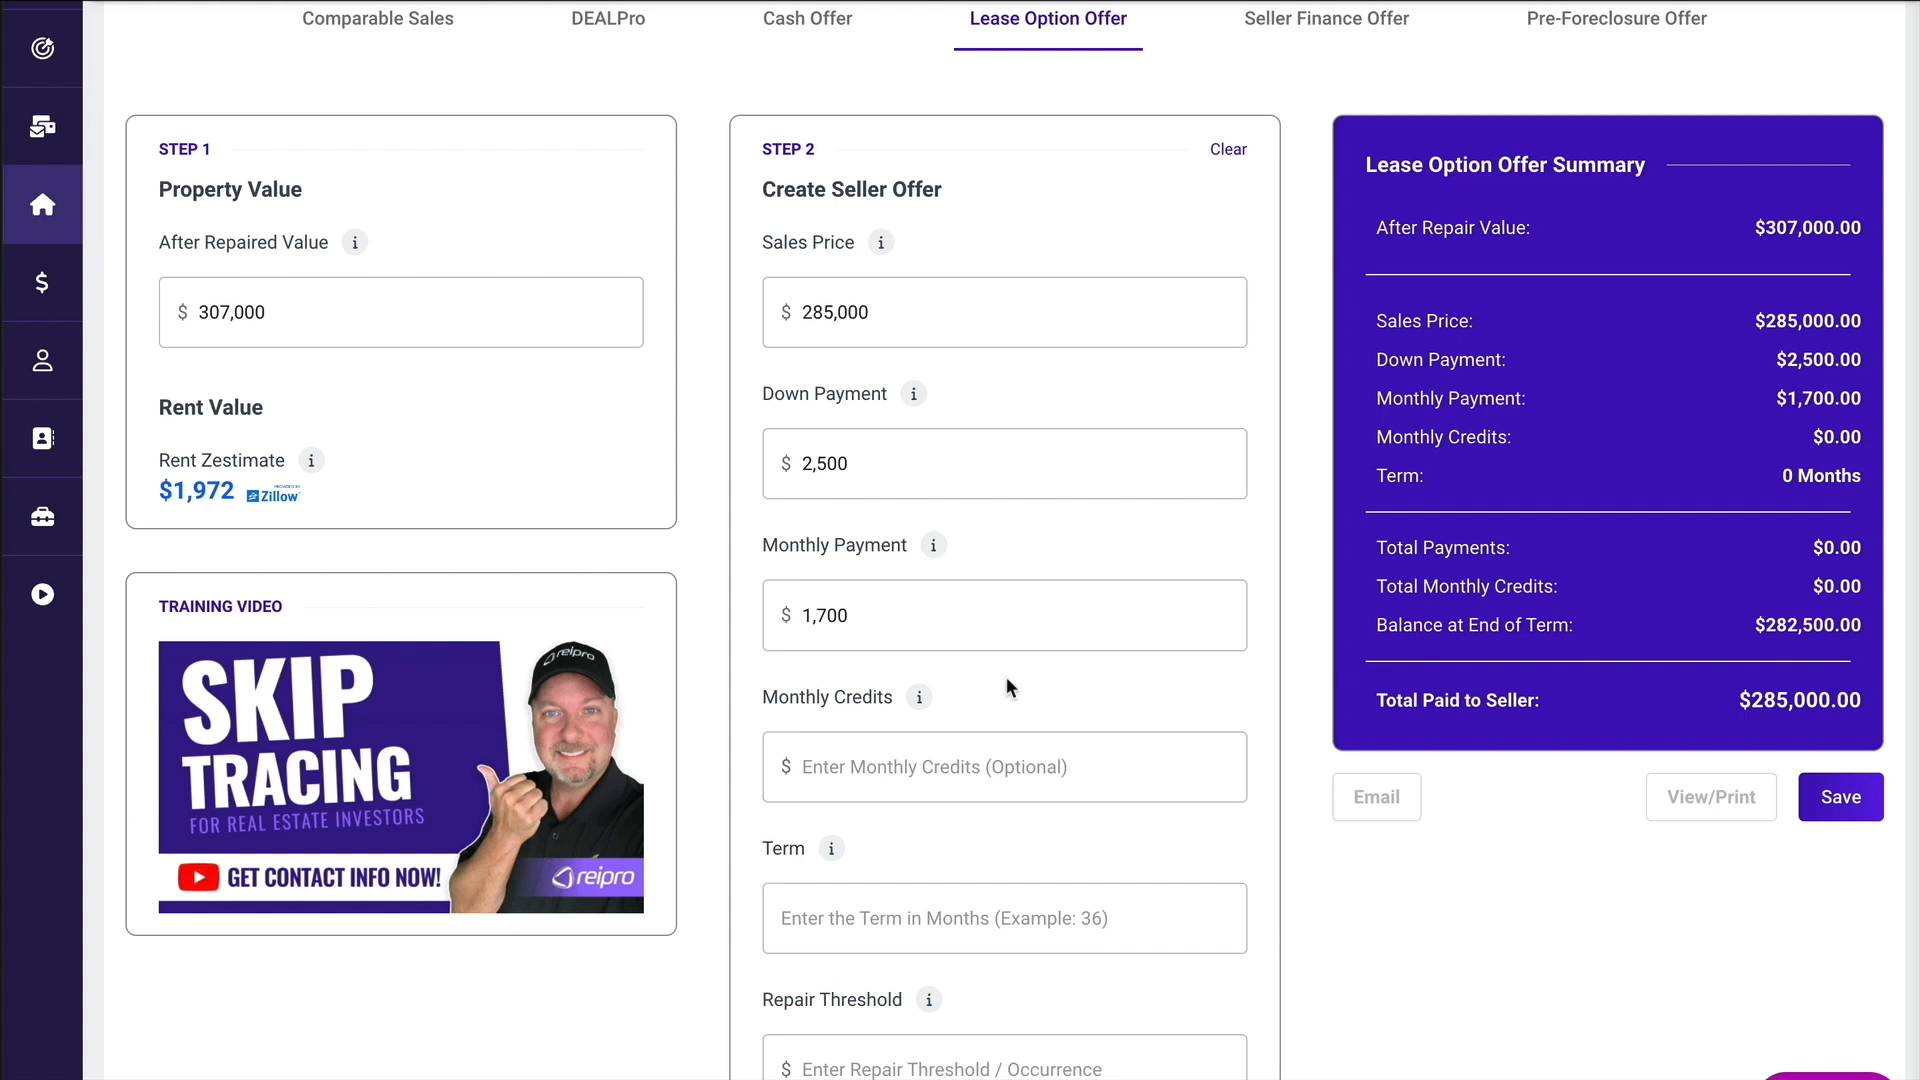 Comparable Sales
DEALPro
Cash Offer
Lease Option Offer
Seller Finance Offer
Pre-Foreclosure Offer
STEP 1
Property Value
After Repaired Value i
$ 307,000
Rent Value
Rent Zestimate i
$1,972
PROVIDED BY
Zillow
TRAINING VIDEO
reipro
SKIP
TRACING
FOR REAL ESTATE INVESTORS
GET CONTACT INFO NOW!
reipro
STEP 2
Clear
Create Seller Offer
Sales Price i
$ 285,000
Down Payment i
$ 2,500
Monthly Payment i
$ 1,700
Monthly Credits i
$ Enter Monthly Credits (Optional)
Term i
Enter the Term in Months (Example: 36)
Repair Threshold i
$ Enter Repair Threshold / Occurrence
Lease Option Offer Summary
After Repair Value: $307,000.00
Sales Price: $285,000.00
Down Payment: $2,500.00
Monthly Payment: $1,700.00
Monthly Credits: $0.00
Term: 0 Months
Total Payments: $0.00
Total Monthly Credits: $0.00
Balance at End of Term: $282,500.00
Total Paid to Seller: $285,000.00
Email
View/Print
Save